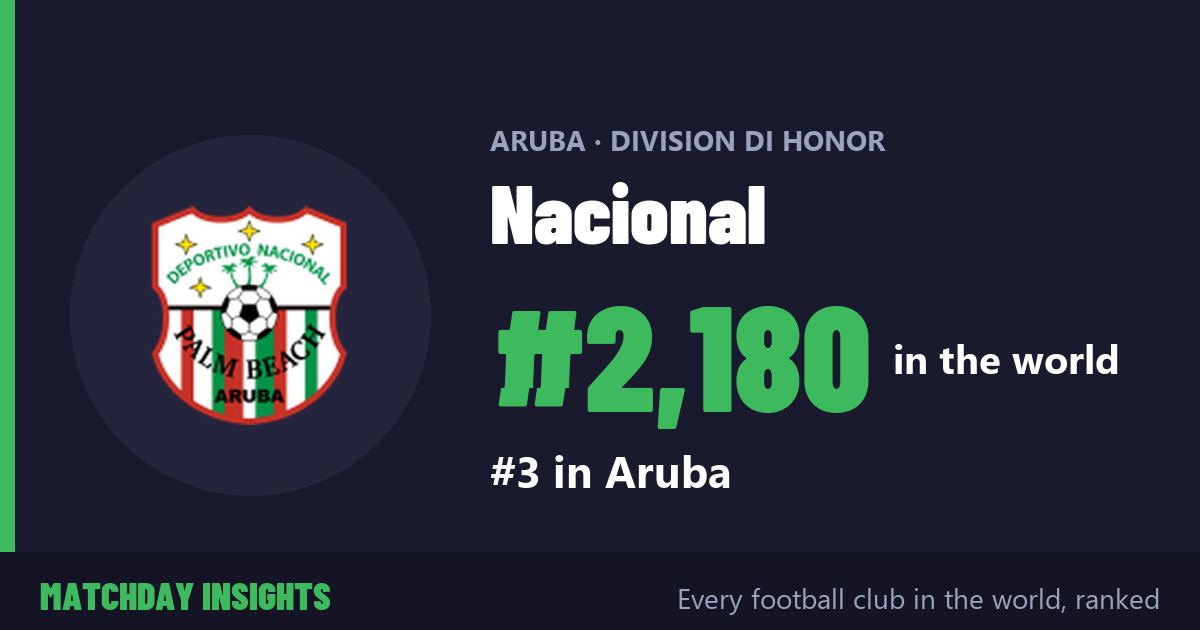 ARUBA · DIVISION DI HONOR
Nacional
DEPORTIVO NACIONAL
PALM BEACH
ARUBA
#2,180 in the world
#3 in Aruba
MATCHDAY INSIGHTS
Every football club in the world, ranked